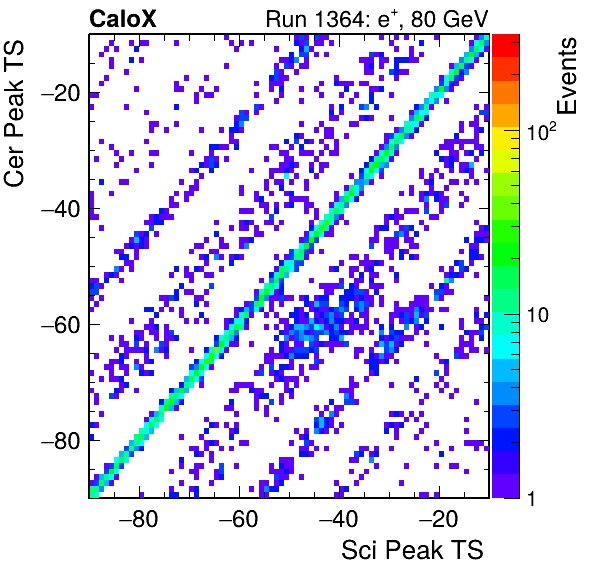 CaloX
Run 1364: e+, 80 GeV
Cer Peak TS
−20
−40
−60
−80
−80
−60
−40
−20
Sci Peak TS
Events
10²
10
1